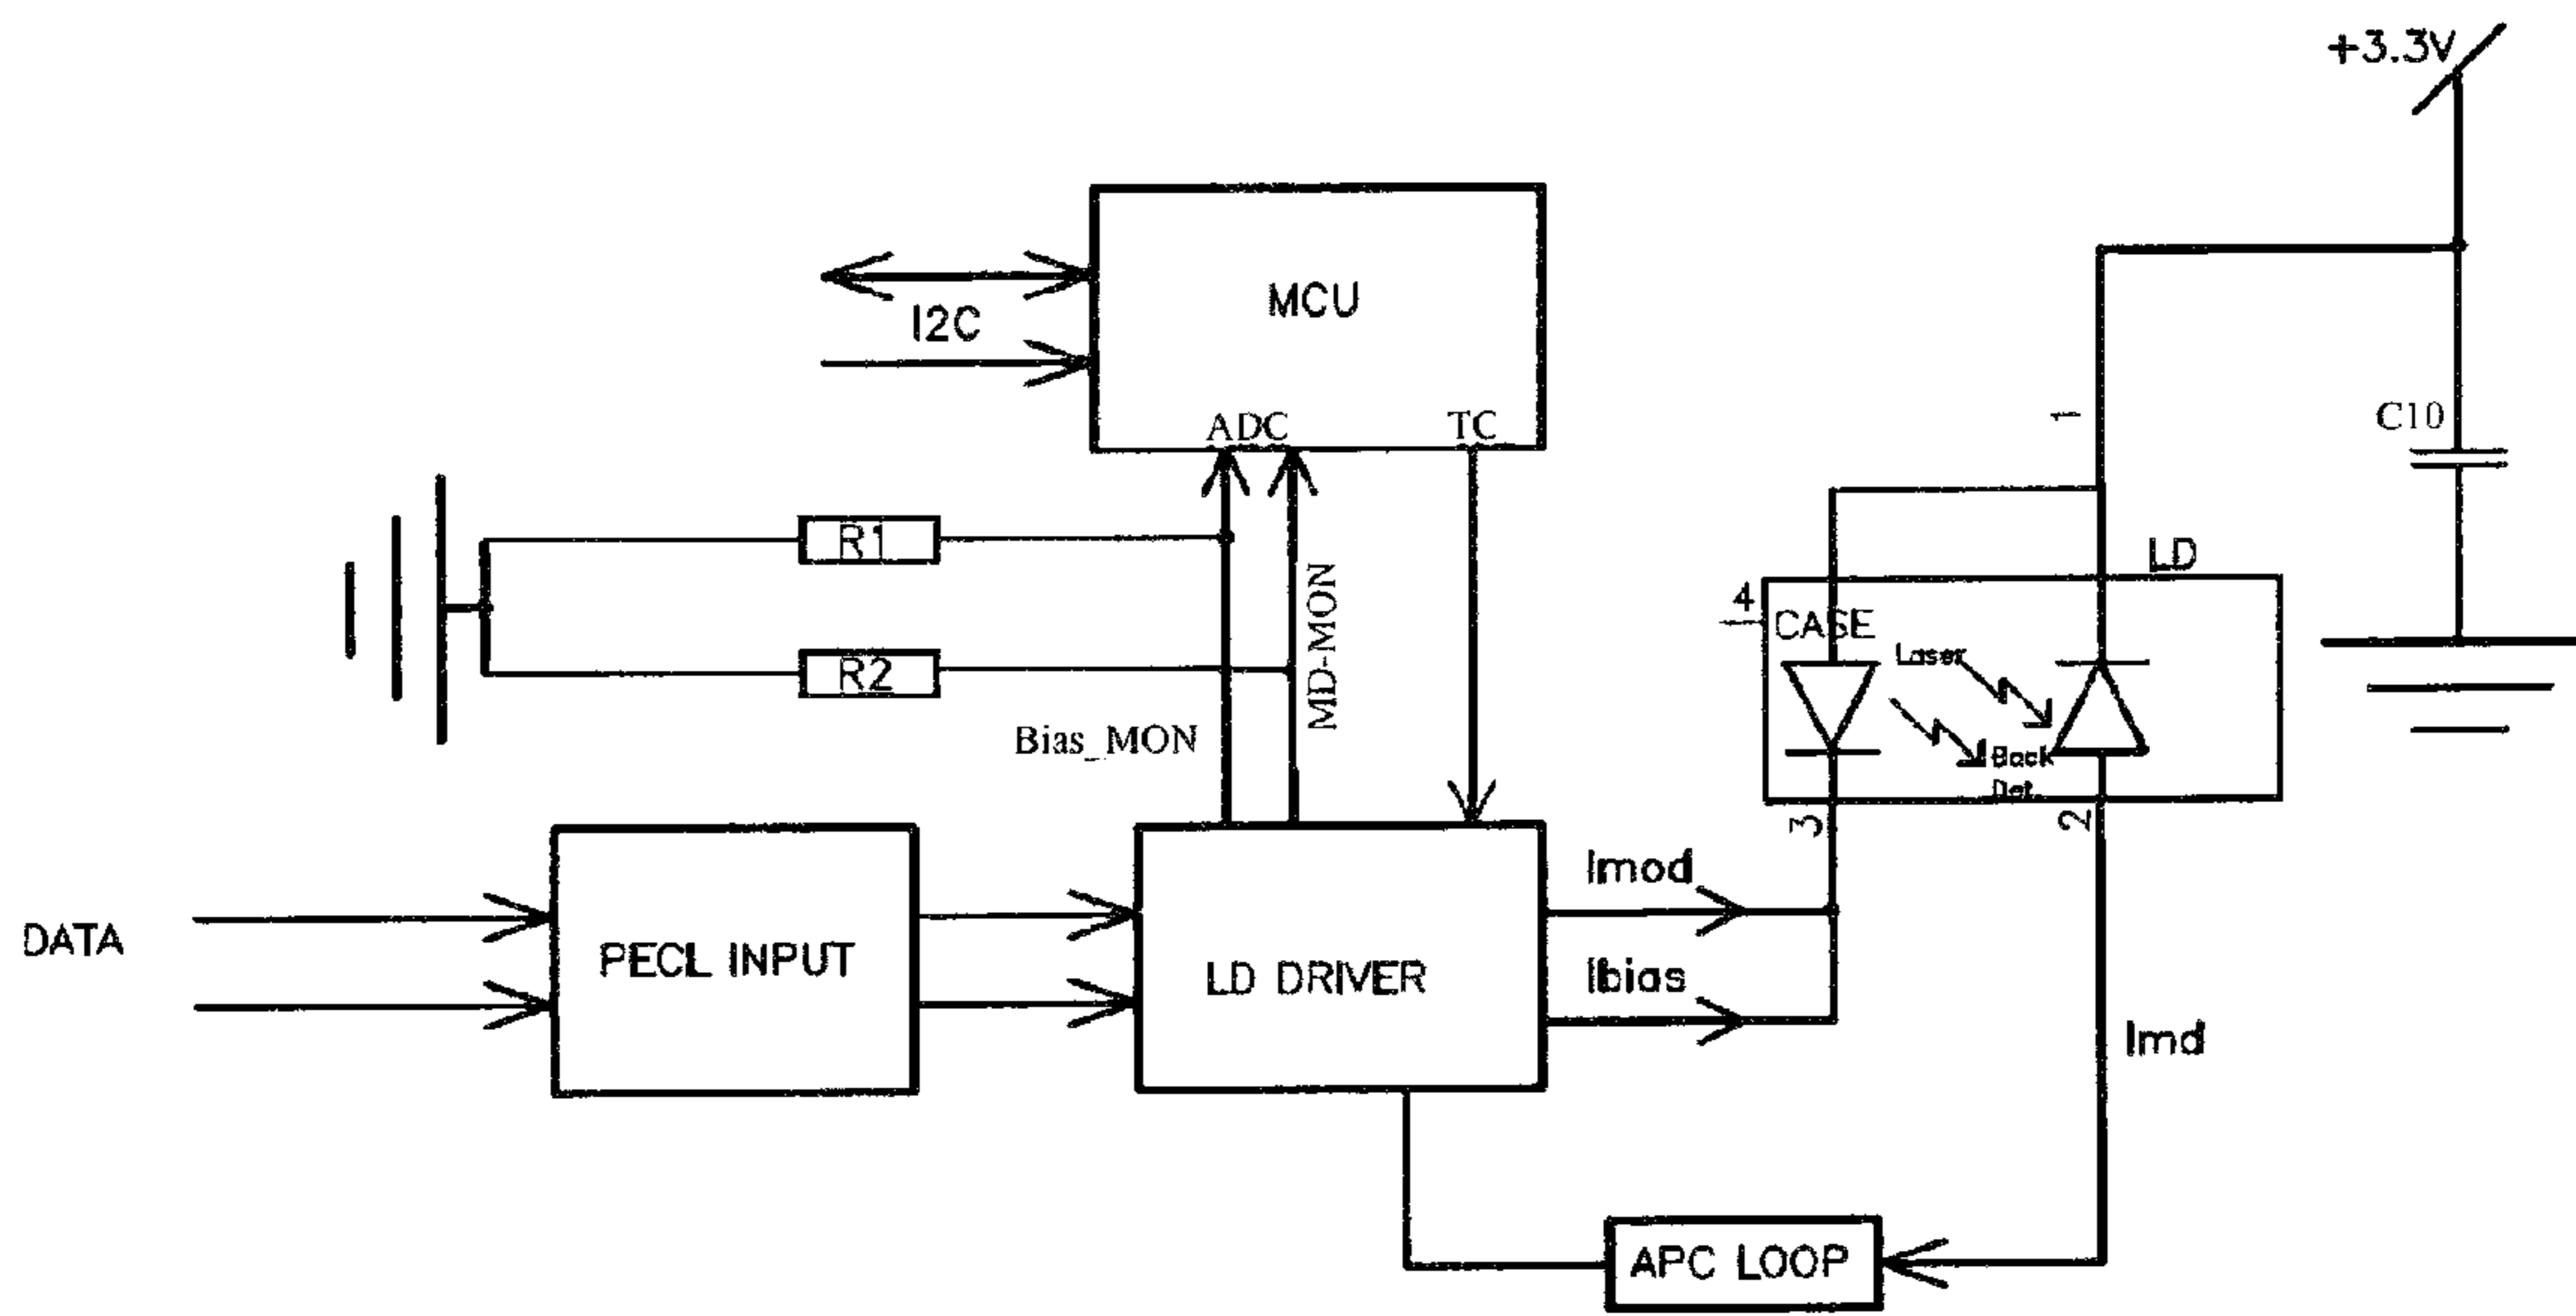 +3.3V
MCU
I2C
ADC
TC
1
C10
R1
LD
4
CASE
MD-MON
Laser
R2
Bias_MON
Back
Det
3
2
Imod
DATA
PECL INPUT
LD DRIVER
Ibias
Imd
APC LOOP